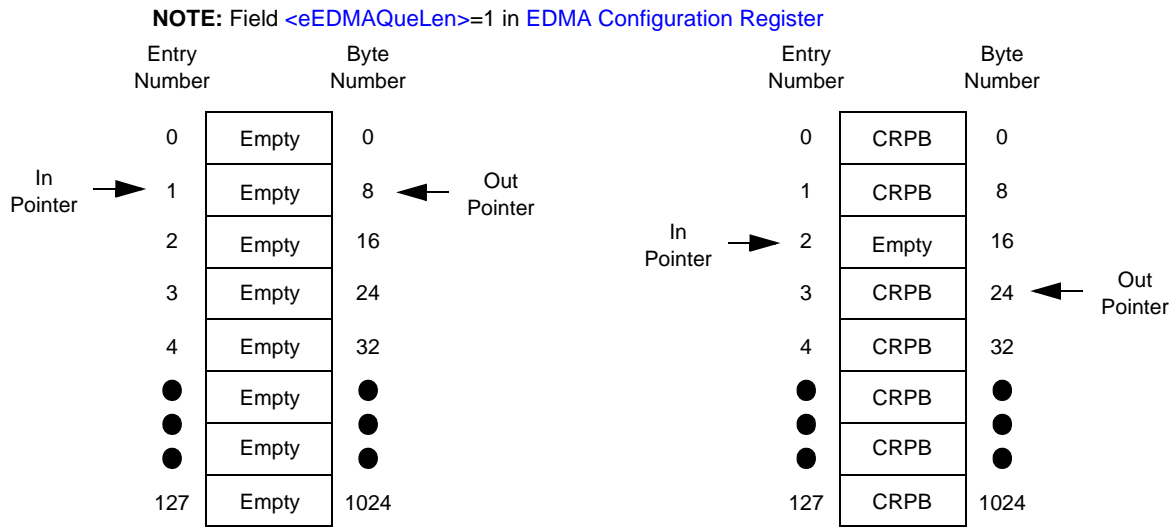 NOTE: Field <eEDMAQueLen>=1 in EDMA Configuration Register
Entry Number Byte Number
0 Empty 0
In Pointer 1 Empty 8 Out Pointer
2 Empty 16
3 Empty 24
4 Empty 32
Empty
Empty
127 Empty 1024
Entry Number Byte Number
0 CRPB 0
1 CRPB 8
In Pointer 2 Empty 16
3 CRPB 24 Out Pointer
4 CRPB 32
CRPB
CRPB
127 CRPB 1024